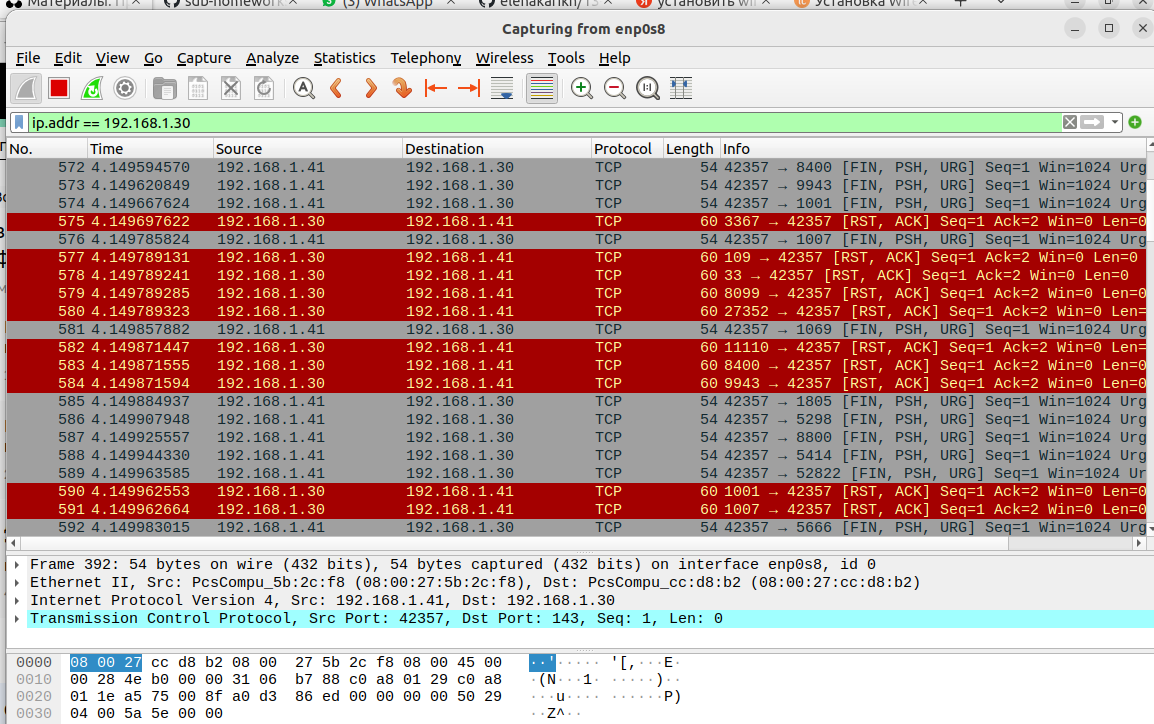 Материалы: П
sdb-homework
(3) WhatsApp
elenakarikh/13
установить wi
Установка Wir
Capturing from enp0s8
File Edit View Go Capture Analyze Statistics Telephony Wireless Tools Help
ip.addr == 192.168.1.30
No. Time Source Destination Protocol Length Info
572 4.149594570 192.168.1.41 192.168.1.30 TCP 54 42357 → 8400 [FIN, PSH, URG] Seq=1 Win=1024 Urg
573 4.149620849 192.168.1.41 192.168.1.30 TCP 54 42357 → 9943 [FIN, PSH, URG] Seq=1 Win=1024 Urg
574 4.149667624 192.168.1.41 192.168.1.30 TCP 54 42357 → 1001 [FIN, PSH, URG] Seq=1 Win=1024 Urg
575 4.149697622 192.168.1.30 192.168.1.41 TCP 60 3367 → 42357 [RST, ACK] Seq=1 Ack=2 Win=0 Len=0
576 4.149785824 192.168.1.41 192.168.1.30 TCP 54 42357 → 1007 [FIN, PSH, URG] Seq=1 Win=1024 Urg
577 4.149789131 192.168.1.30 192.168.1.41 TCP 60 109 → 42357 [RST, ACK] Seq=1 Ack=2 Win=0 Len=0
578 4.149789241 192.168.1.30 192.168.1.41 TCP 60 33 → 42357 [RST, ACK] Seq=1 Ack=2 Win=0 Len=0
579 4.149789285 192.168.1.30 192.168.1.41 TCP 60 8099 → 42357 [RST, ACK] Seq=1 Ack=2 Win=0 Len=0
580 4.149789323 192.168.1.30 192.168.1.41 TCP 60 27352 → 42357 [RST, ACK] Seq=1 Ack=2 Win=0 Len=
581 4.149857882 192.168.1.41 192.168.1.30 TCP 54 42357 → 1069 [FIN, PSH, URG] Seq=1 Win=1024 Urg
582 4.149871447 192.168.1.30 192.168.1.41 TCP 60 11110 → 42357 [RST, ACK] Seq=1 Ack=2 Win=0 Len=
583 4.149871555 192.168.1.30 192.168.1.41 TCP 60 8400 → 42357 [RST, ACK] Seq=1 Ack=2 Win=0 Len=0
584 4.149871594 192.168.1.30 192.168.1.41 TCP 60 9943 → 42357 [RST, ACK] Seq=1 Ack=2 Win=0 Len=0
585 4.149884937 192.168.1.41 192.168.1.30 TCP 54 42357 → 1805 [FIN, PSH, URG] Seq=1 Win=1024 Urg
586 4.149907948 192.168.1.41 192.168.1.30 TCP 54 42357 → 5298 [FIN, PSH, URG] Seq=1 Win=1024 Urg
587 4.149925557 192.168.1.41 192.168.1.30 TCP 54 42357 → 8800 [FIN, PSH, URG] Seq=1 Win=1024 Urg
588 4.149944330 192.168.1.41 192.168.1.30 TCP 54 42357 → 5414 [FIN, PSH, URG] Seq=1 Win=1024 Urg
589 4.149963585 192.168.1.41 192.168.1.30 TCP 54 42357 → 52822 [FIN, PSH, URG] Seq=1 Win=1024 Ur
590 4.149962553 192.168.1.30 192.168.1.41 TCP 60 1001 → 42357 [RST, ACK] Seq=1 Ack=2 Win=0 Len=0
591 4.149962664 192.168.1.30 192.168.1.41 TCP 60 1007 → 42357 [RST, ACK] Seq=1 Ack=2 Win=0 Len=0
592 4.149983015 192.168.1.41 192.168.1.30 TCP 54 42357 → 5666 [FIN, PSH, URG] Seq=1 Win=1024 Urg
Frame 392: 54 bytes on wire (432 bits), 54 bytes captured (432 bits) on interface enp0s8, id 0
Ethernet II, Src: PcsCompu_5b:2c:f8 (08:00:27:5b:2c:f8), Dst: PcsCompu_cc:d8:b2 (08:00:27:cc:d8:b2)
Internet Protocol Version 4, Src: 192.168.1.41, Dst: 192.168.1.30
Transmission Control Protocol, Src Port: 42357, Dst Port: 143, Seq: 1, Len: 0
0000 08 00 27 cc d8 b2 08 00 27 5b 2c f8 08 00 45 00 ··'····· '[,···E·
0010 00 28 4e b0 00 00 31 06 b7 88 c0 a8 01 29 c0 a8 ·(N···1· ·····)··
0020 01 1e a5 75 00 8f a0 d3 86 ed 00 00 00 00 50 29 ···u···· ······P)
0030 04 00 5a 5e 00 00 ··Z^··